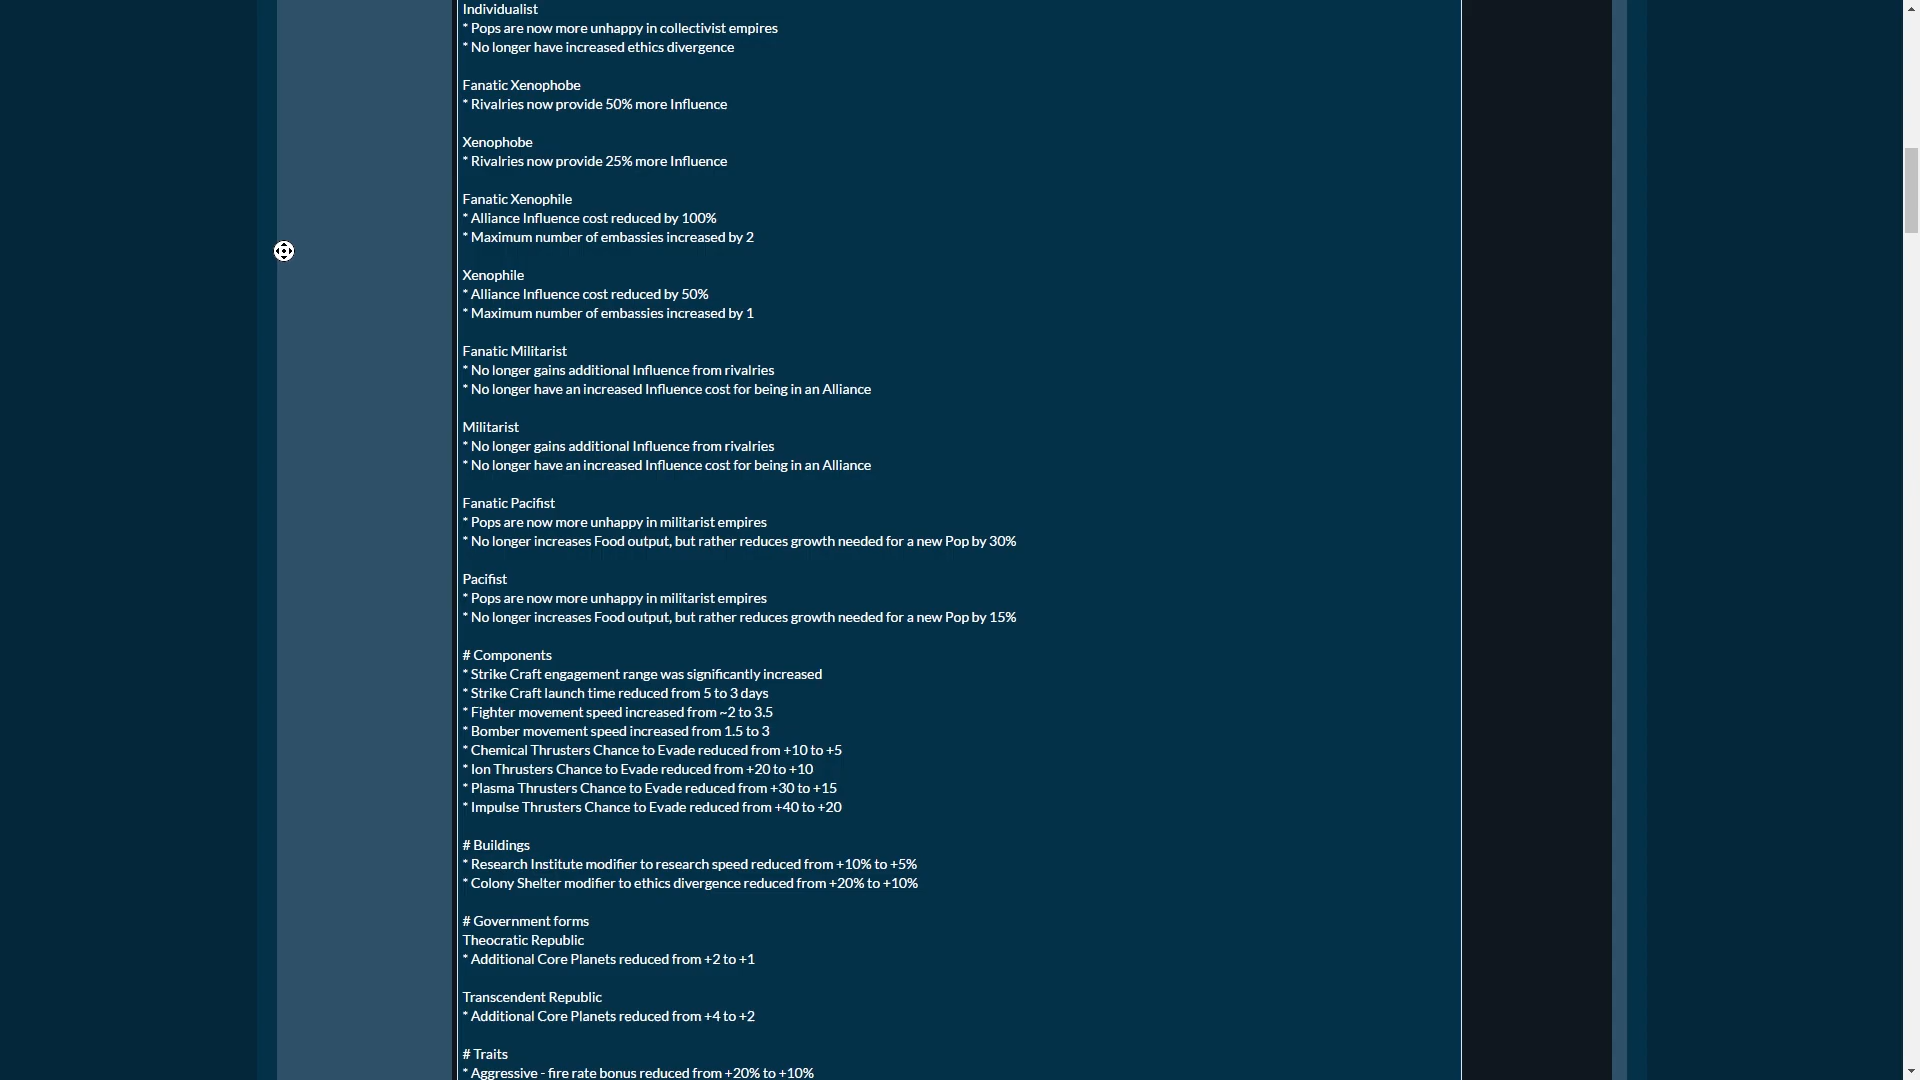 Individualist
* Pops are now more unhappy in collectivist empires
* No longer have increased ethics divergence
Fanatic Xenophobe
* Rivalries now provide 50% more Influence
Xenophobe
* Rivalries now provide 25% more Influence
Fanatic Xenophile
* Alliance Influence cost reduced by 100%
* Maximum number of embassies increased by 2
Xenophile
* Alliance Influence cost reduced by 50%
* Maximum number of embassies increased by 1
Fanatic Militarist
* No longer gains additional Influence from rivalries
* No longer have an increased Influence cost for being in an Alliance
Militarist
* No longer gains additional Influence from rivalries
* No longer have an increased Influence cost for being in an Alliance
Fanatic Pacifist
* Pops are now more unhappy in militarist empires
* No longer increases Food output, but rather reduces growth needed for a new Pop by 30%
Pacifist
* Pops are now more unhappy in militarist empires
* No longer increases Food output, but rather reduces growth needed for a new Pop by 15%
# Components
* Strike Craft engagement range was significantly increased
* Strike Craft launch time reduced from 5 to 3 days
* Fighter movement speed increased from ~2 to 3.5
* Bomber movement speed increased from 1.5 to 3
* Chemical Thrusters Chance to Evade reduced from +10 to +5
* Ion Thrusters Chance to Evade reduced from +20 to +10
* Plasma Thrusters Chance to Evade reduced from +30 to +15
* Impulse Thrusters Chance to Evade reduced from +40 to +20
# Buildings
* Research Institute modifier to research speed reduced from +10% to +5%
* Colony Shelter modifier to ethics divergence reduced from +20% to +10%
# Government forms
Theocratic Republic
* Additional Core Planets reduced from +2 to +1
Transcendent Republic
* Additional Core Planets reduced from +4 to +2
# Traits
* Aggressive - fire rate bonus reduced from +20% to +10%